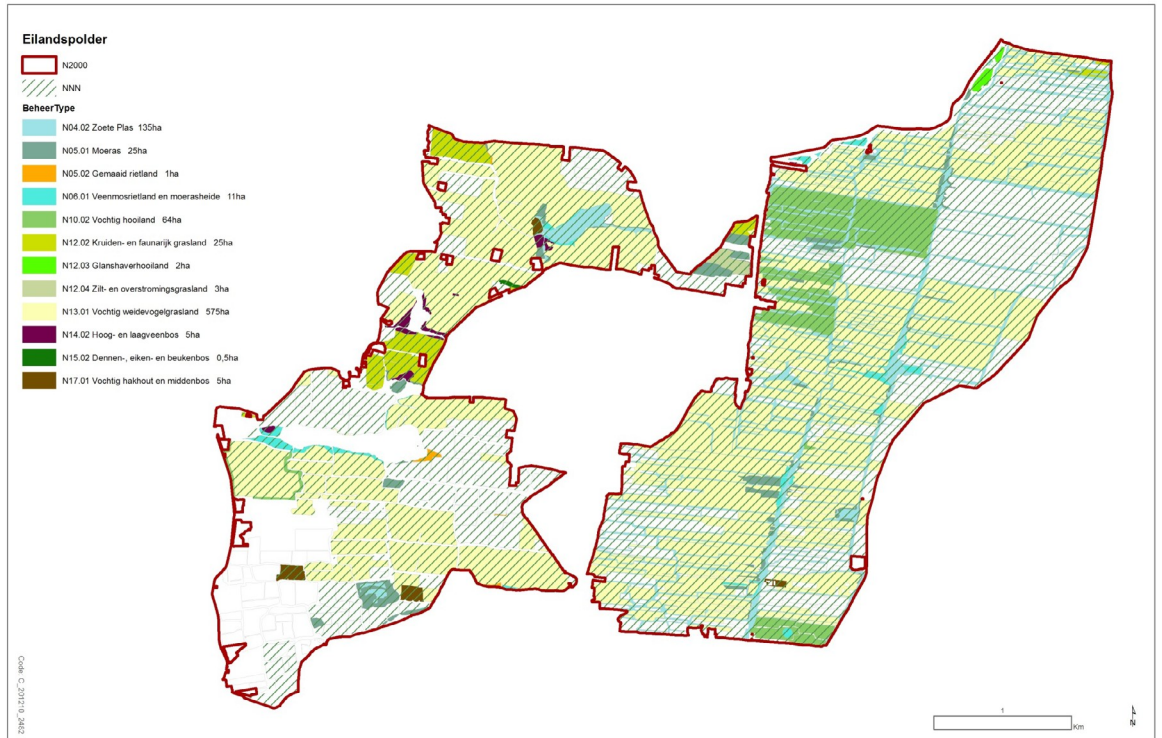 Eilandspolder
N2000
NNN
BeheerType
N04.02 Zoete Plas 135ha
N05.01 Moeras 25ha
N05.02 Gemaaid rietland 1ha
N06.01 Veenmosrietland en moerasheide 11ha
N10.02 Vochtig hooiland 64ha
N12.02 Kruiden- en faunarijk grasland 25ha
N12.03 Glanshaverhooiland 2ha
N12.04 Zilt- en overstromingsgrasland 3ha
N13.01 Vochtig weidevogelgrasland 575ha
N14.02 Hoog- en laagveenbos 5ha
N15.02 Dennen-, eiken- en beukenbos 0,5ha
N17.01 Vochtig hakhout en middenbos 5ha
Code: C_201210_2482
1
Km
N